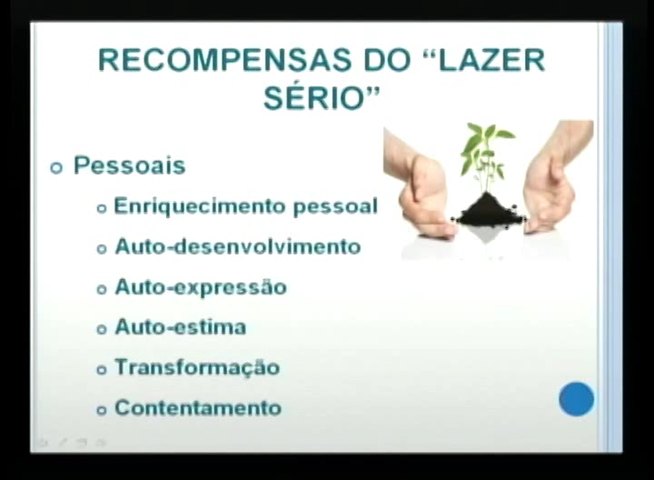 RECOMPENSAS DO “LAZER
SÉRIO”
Pessoais
Enriquecimento pessoal
Auto-desenvolvimento
Auto-expressão
Auto-estima
Transformação
Contentamento